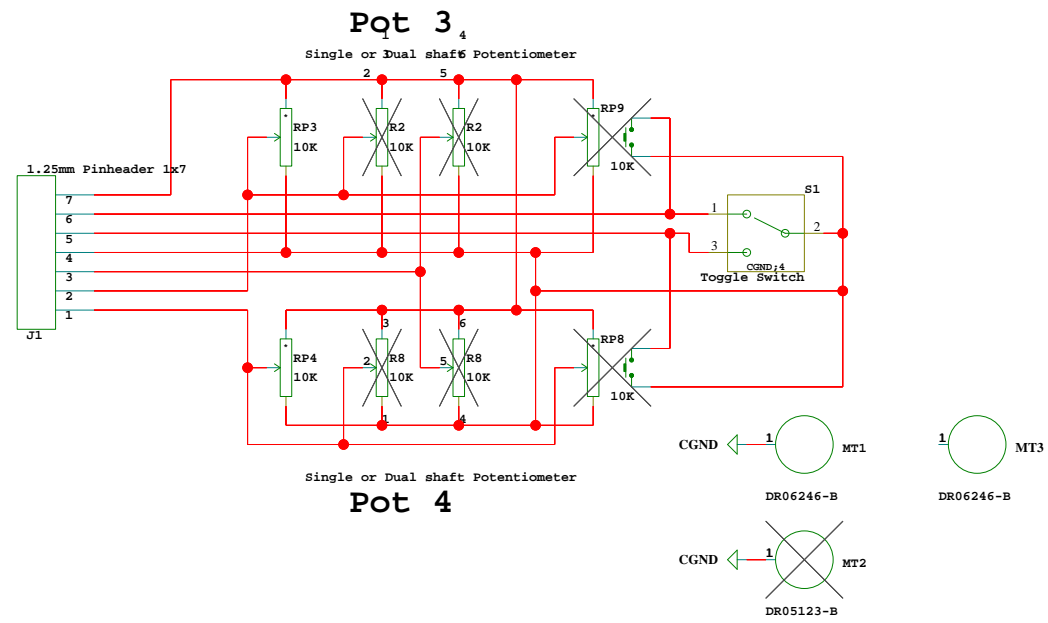 Pot 3
1 4
Single or Dual shaft Potentiometer
3 6
2 5
RP3 R2 R2 RP9
10K 10K 10K
10K
1.25mm Pinheader 1x7
S1
7
6 1
5 3 2
4
3 CGND;4
Toggle Switch
2
1
J1
3 6
RP4 R8 R8 RP8
2 5
10K 10K 10K
10K
1 4
CGND 1 MT1 1 MT3
Single or Dual shaft Potentiometer
Pot 4
DR06246-B DR06246-B
CGND 1 MT2
DR05123-B